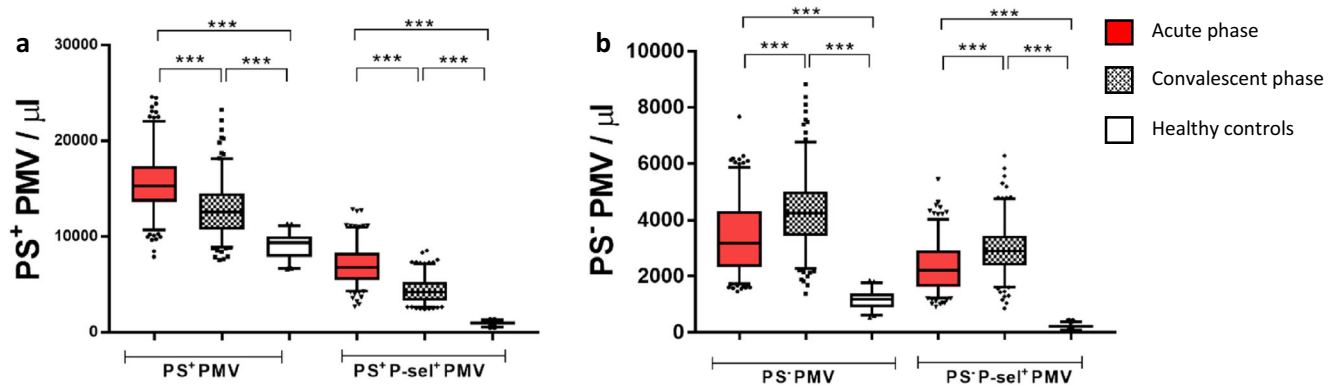 a
PS⁺ PMV / µl
30000
20000
10000
0
***
***
***
***
***
***
PS⁺ PMV
PS⁺ P-sel⁺ PMV
b
PS⁻ PMV / µl
10000
8000
6000
4000
2000
0
***
***
***
***
***
***
PS⁻ PMV
PS⁻ P-sel⁺ PMV
Acute phase
Convalescent phase
Healthy controls